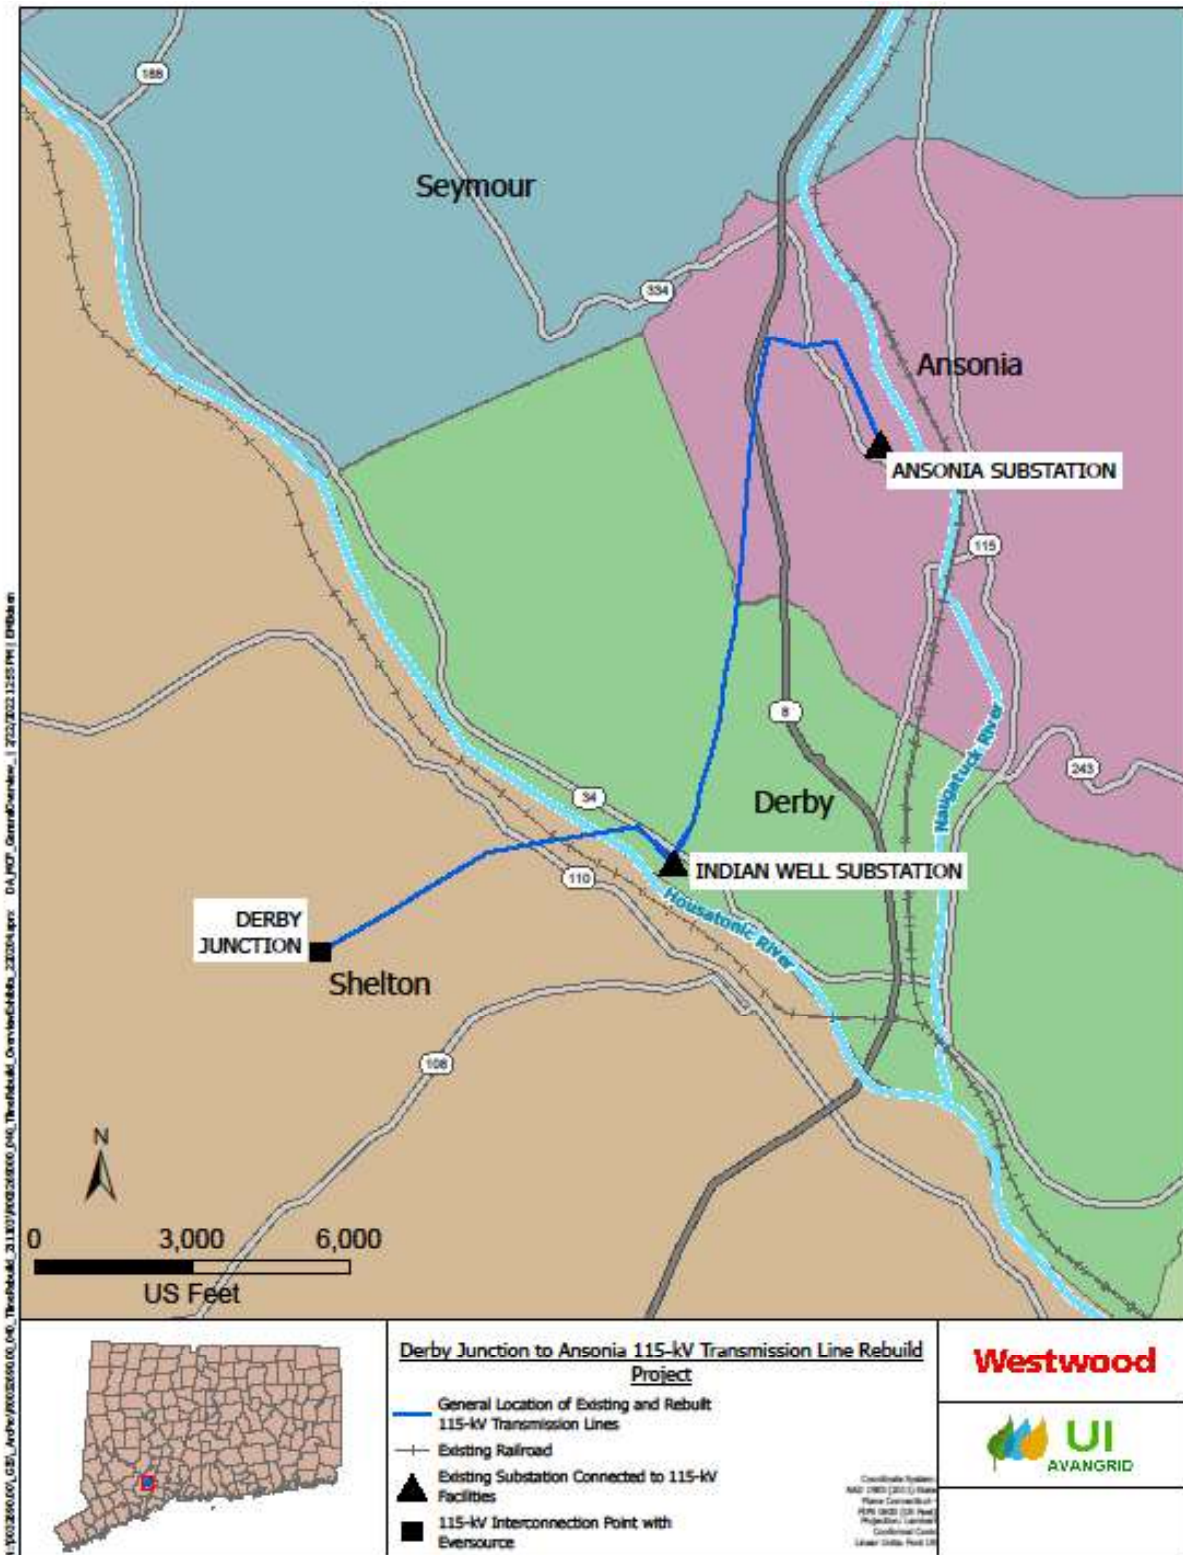 188
Seymour
334
Ansonia
ANSONIA SUBSTATION
115
8
Naugatuck River
243
34
Derby
INDIAN WELL SUBSTATION
110
Housatonic River
DERBY
JUNCTION
Shelton
108
N
0 3,000 6,000
US Feet
Derby Junction to Ansonia 115-kV Transmission Line Rebuild
Project
General Location of Existing and Rebuilt
115-kV Transmission Lines
Existing Railroad
Existing Substation Connected to 115-kV
Facilities
115-kV Interconnection Point with
Eversource
Westwood
UI
AVANGRID